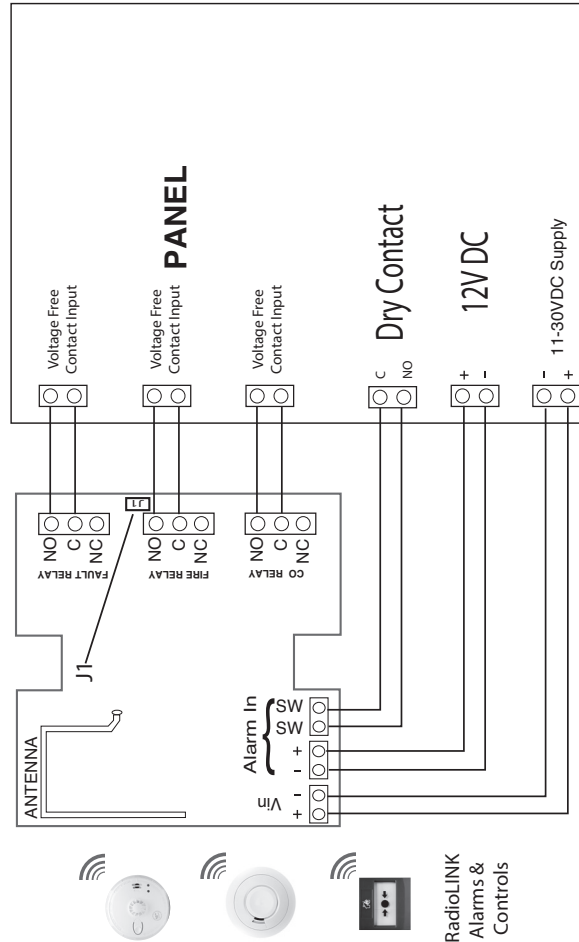 ANTENNA
J1
FAULT RELAY
NO
C
NC
J1
FIRE RELAY
NO
C
NC
CO RELAY
NO
C
NC
Voltage Free
Contact Input
Voltage Free
Contact Input
Voltage Free
Contact Input
PANEL
Dry Contact
C
NO
12V DC
+
-
11-30VDC Supply
-
+
Alarm In
SW
SW
+
-
Vin
-
+
RadioLINK
Alarms &
Controls